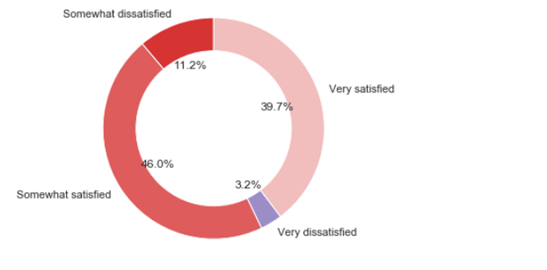 Somewhat dissatisfied
11.2%
Very satisfied
39.7%
46.0%
3.2%
Somewhat satisfied
Very dissatisfied